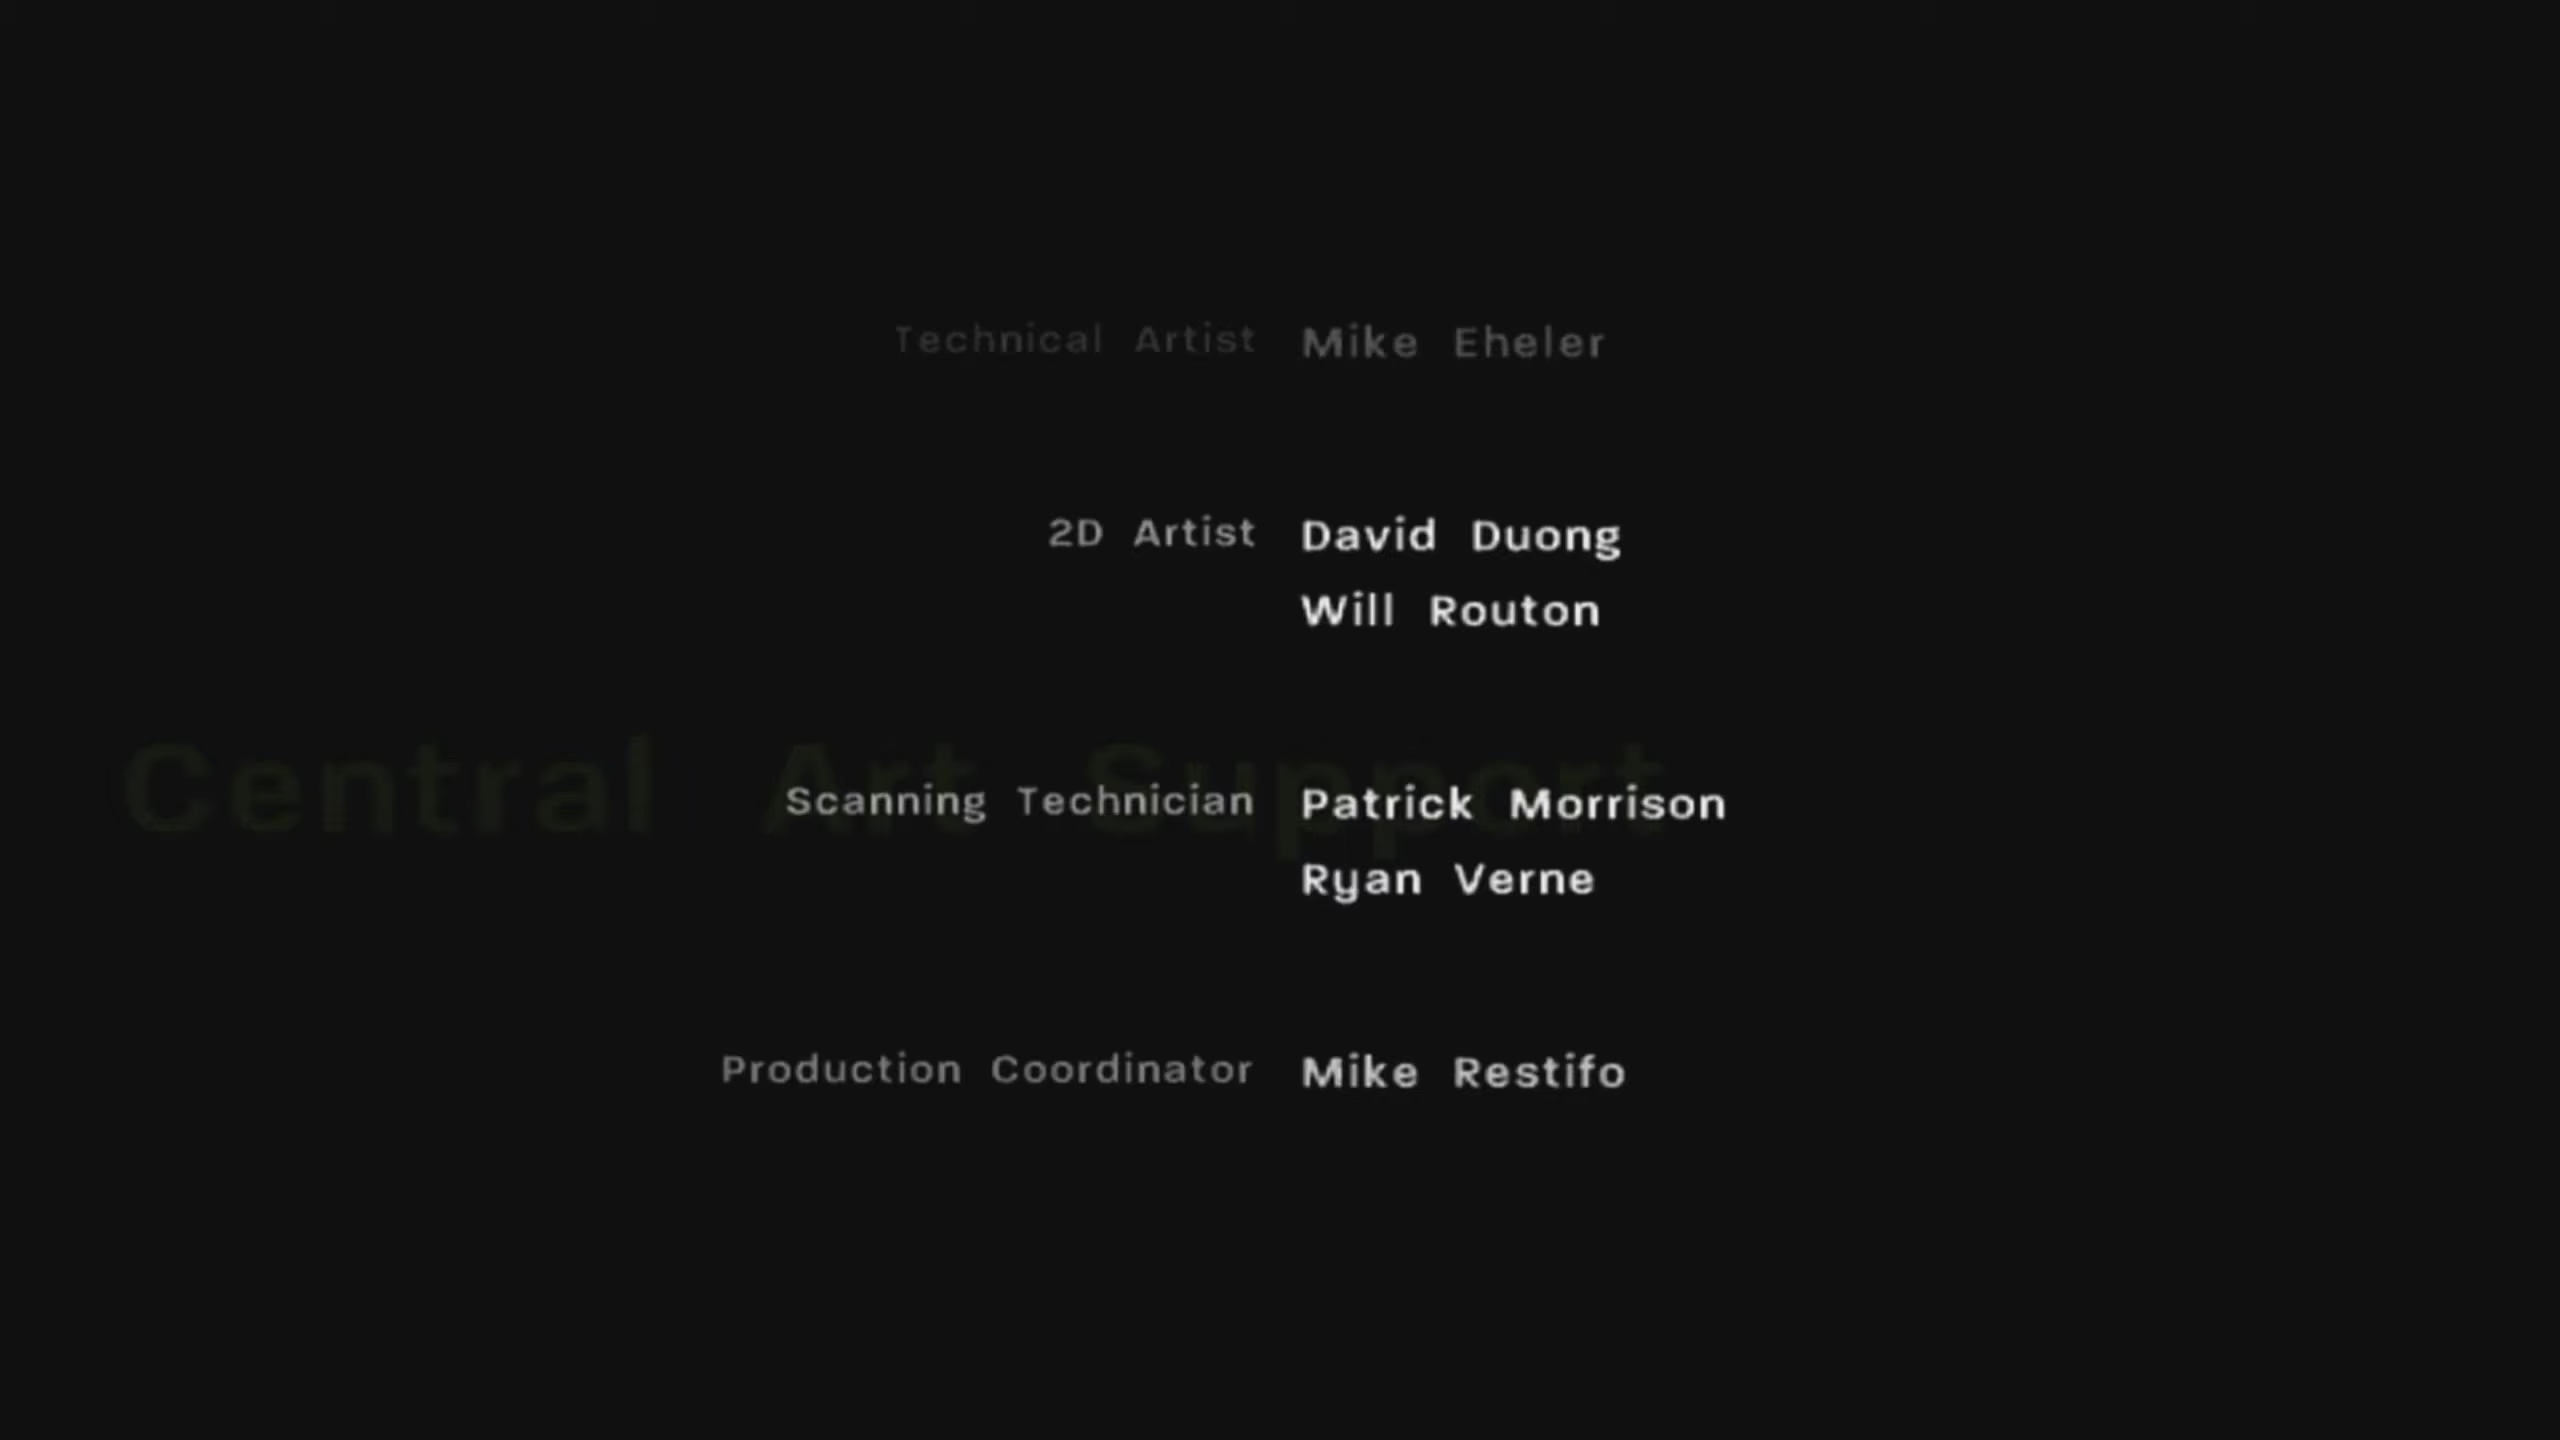 Technical Artist Mike Eheler
2D Artist David Duong
Will Routon
Central Art Support
Scanning Technician Patrick Morrison
Ryan Verne
Production Coordinator Mike Restifo